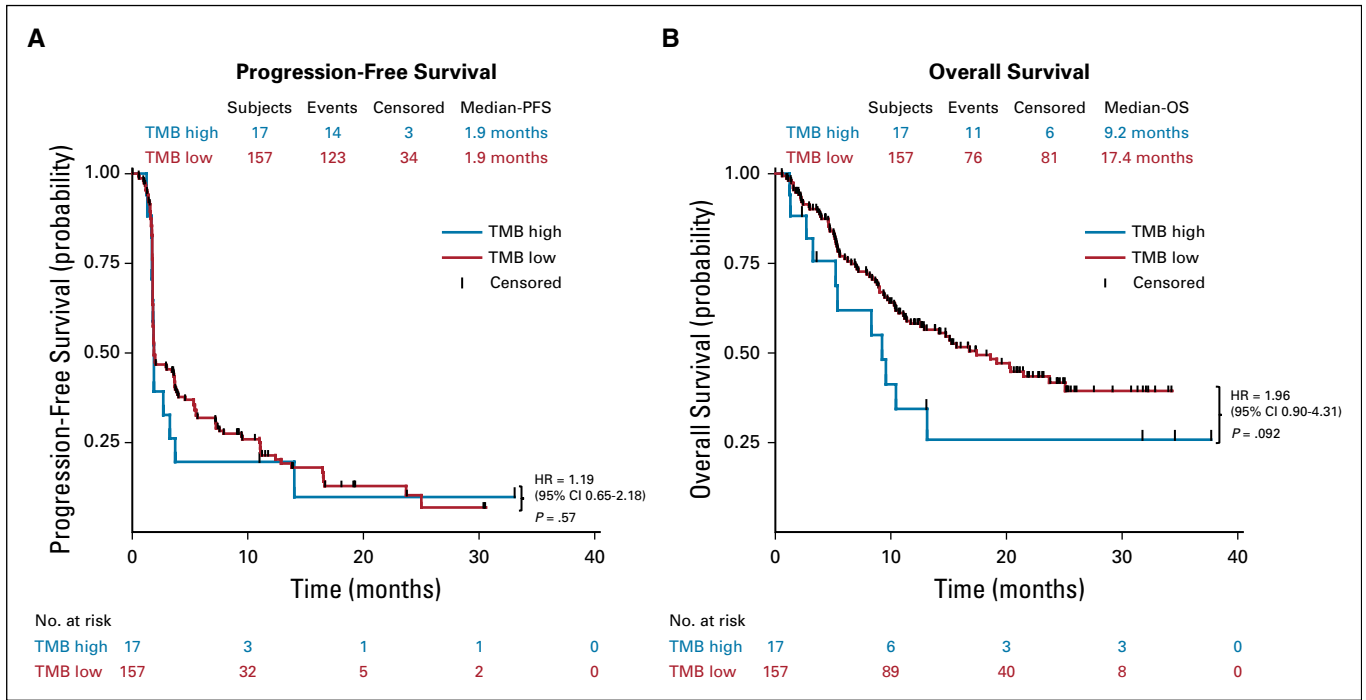 A
Progression-Free Survival
Subjects Events Censored Median-PFS
TMB high 17 14 3 1.9 months
TMB low 157 123 34 1.9 months
1.00
0.75
0.50
0.25
Progression-Free Survival (probability)
TMB high
TMB low
Censored
HR = 1.19
(95% CI 0.65-2.18)
P = .57
0 10 20 30 40
Time (months)
No. at risk
TMB high 17 3 1 1 0
TMB low 157 32 5 2 0
B
Overall Survival
Subjects Events Censored Median-OS
TMB high 17 11 6 9.2 months
TMB low 157 76 81 17.4 months
1.00
0.75
0.50
0.25
Overall Survival (probability)
TMB high
TMB low
Censored
HR = 1.96
(95% CI 0.90-4.31)
P = .092
0 10 20 30 40
Time (months)
No. at risk
TMB high 17 6 3 3 0
TMB low 157 89 40 8 0